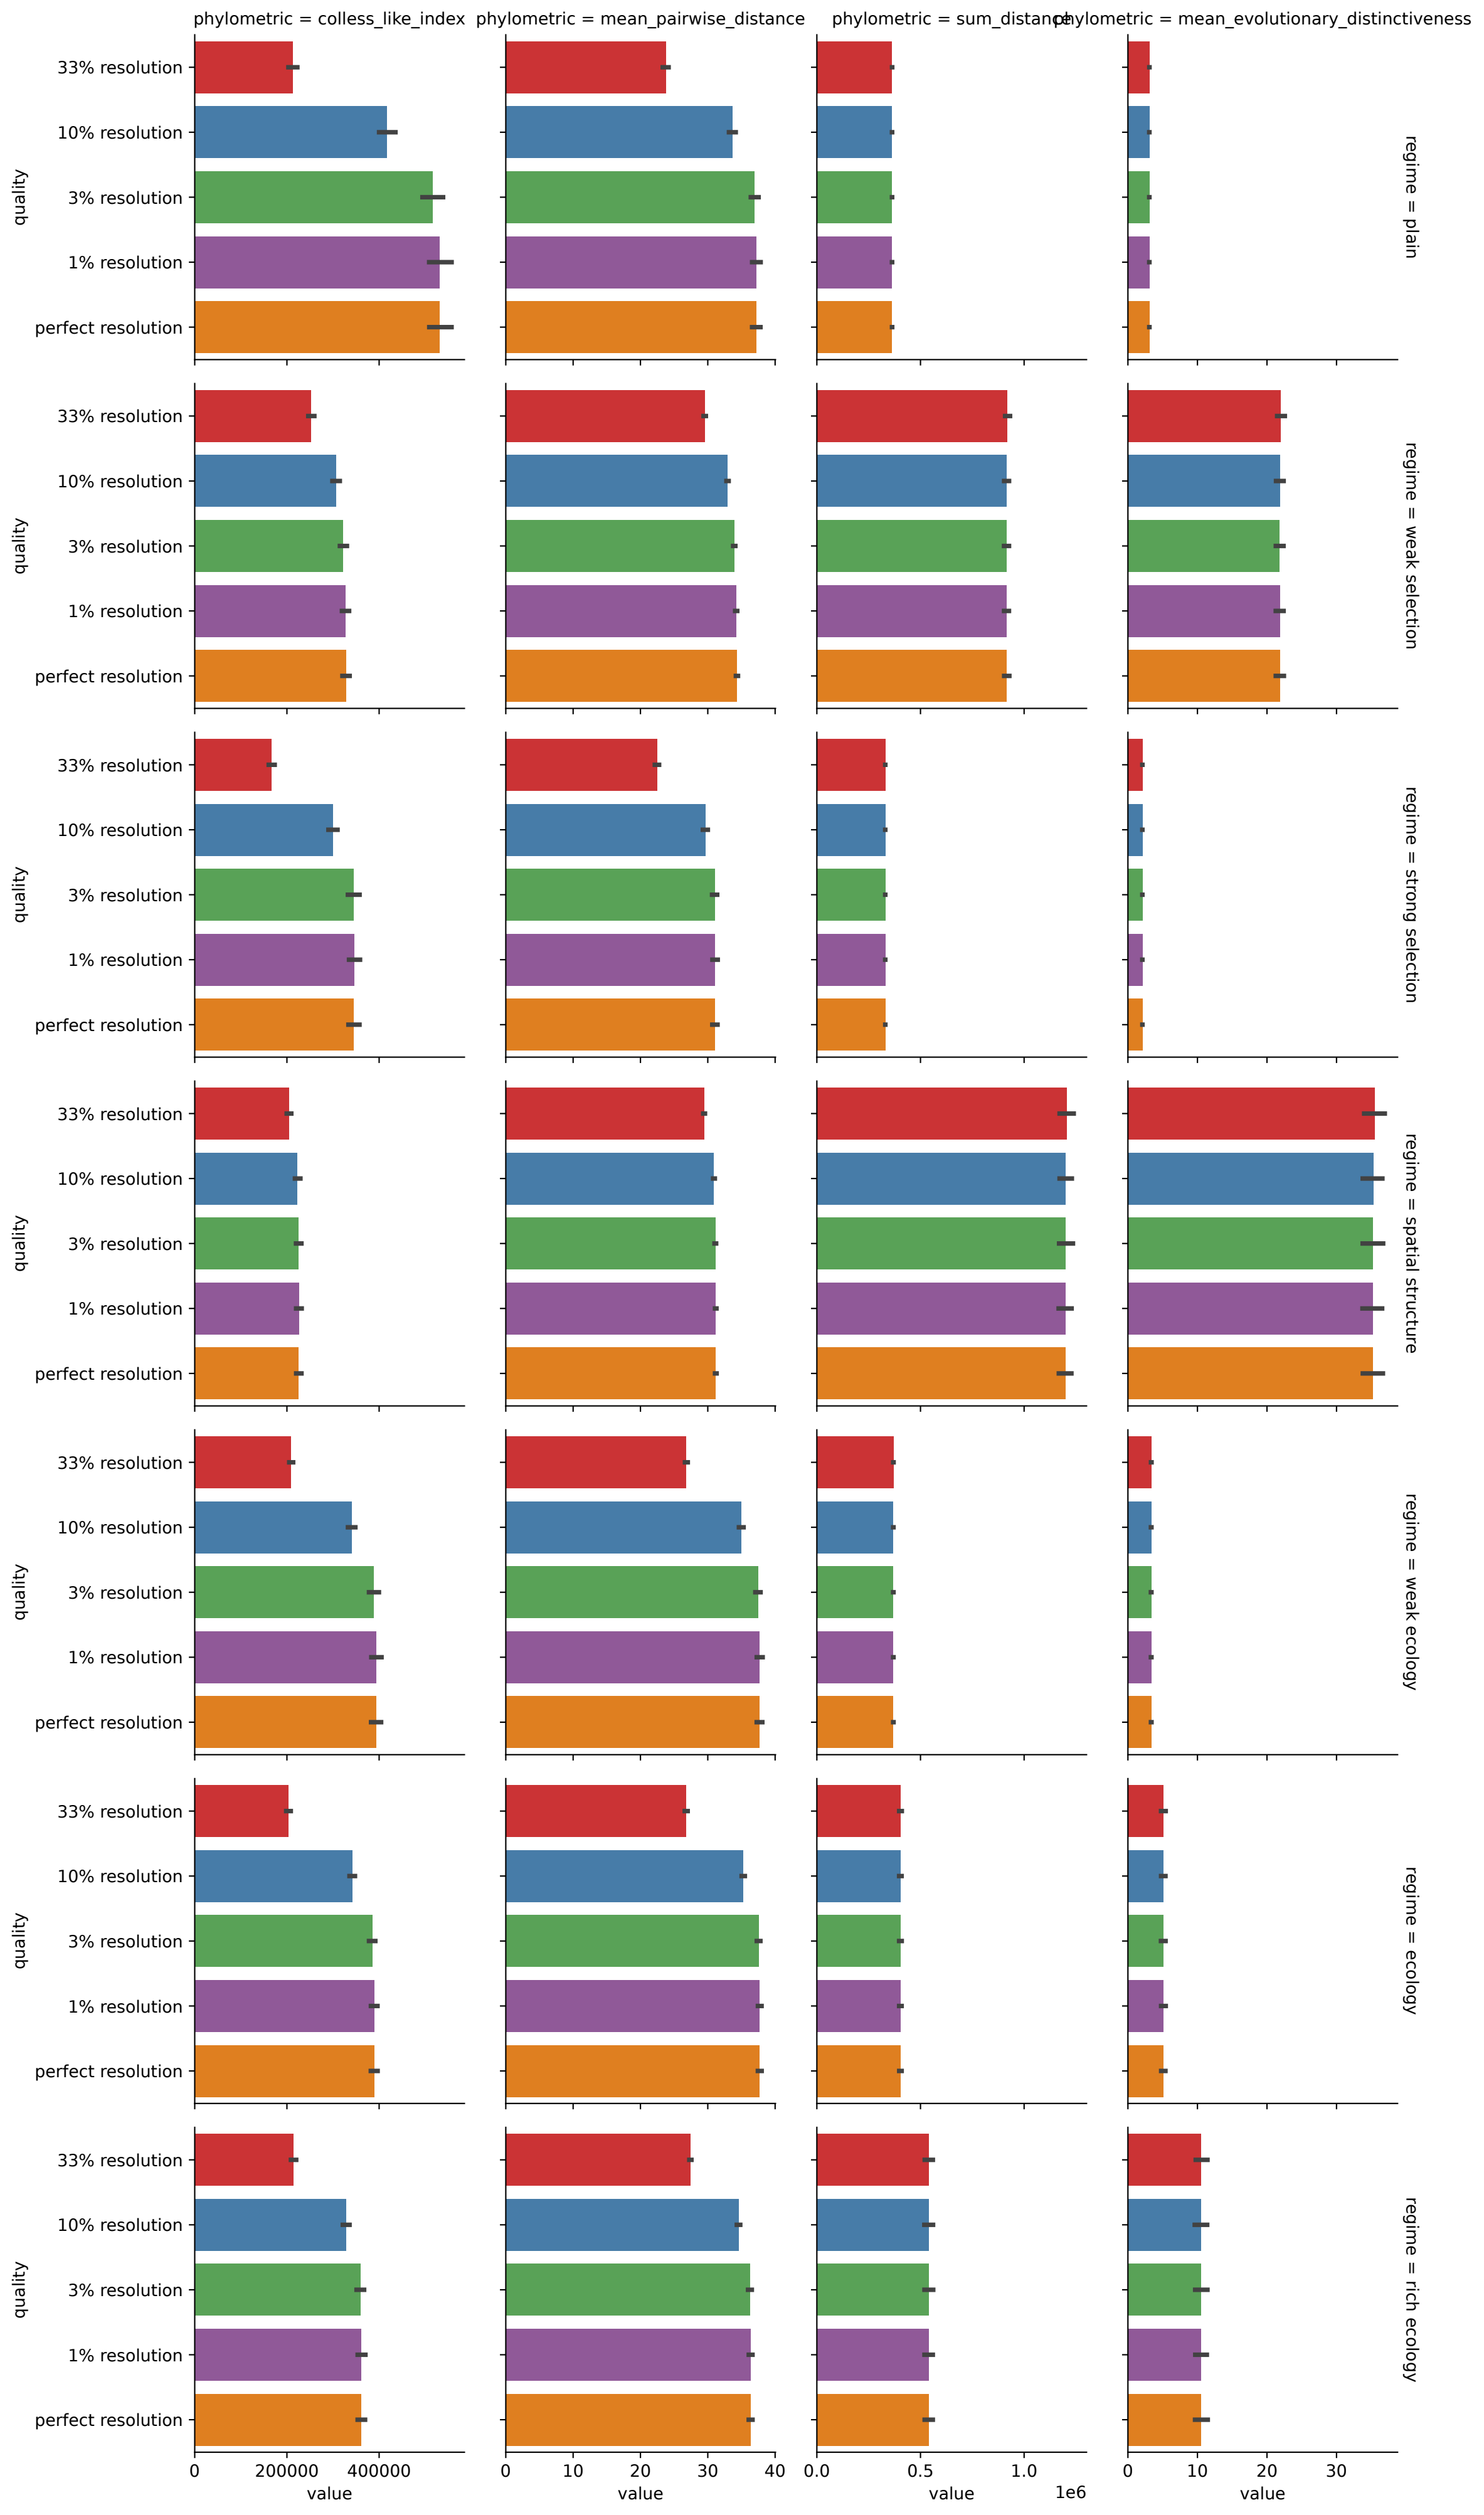 phylometric = colless_like_index
phylometric = mean_pairwise_distance
phylometric = sum_distance
phylometric = mean_evolutionary_distinctiveness
quality
33% resolution
10% resolution
3% resolution
1% resolution
perfect resolution
regime = plain
quality
33% resolution
10% resolution
3% resolution
1% resolution
perfect resolution
regime = weak selection
quality
33% resolution
10% resolution
3% resolution
1% resolution
perfect resolution
regime = strong selection
quality
33% resolution
10% resolution
3% resolution
1% resolution
perfect resolution
regime = spatial structure
quality
33% resolution
10% resolution
3% resolution
1% resolution
perfect resolution
regime = weak ecology
quality
33% resolution
10% resolution
3% resolution
1% resolution
perfect resolution
regime = ecology
quality
33% resolution
10% resolution
3% resolution
1% resolution
perfect resolution
regime = rich ecology
0 200000 400000
value
0 10 20 30 40
value
0.0 0.5 1.0
1e6
value
0 10 20 30
value